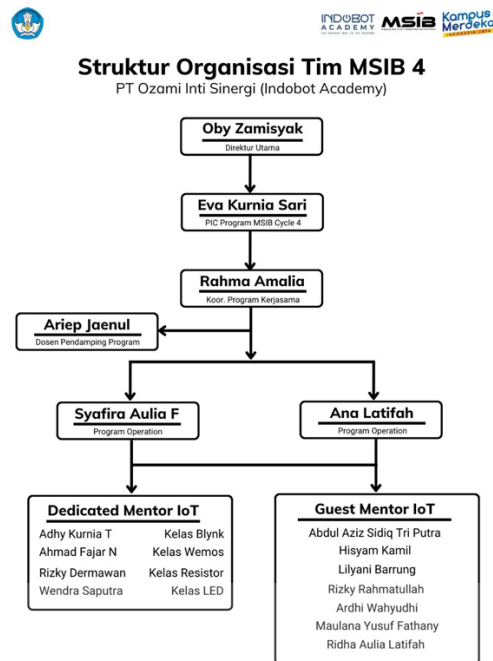 INDOBOT
ACADEMY
MSiB
Kampus
Merdeka
INDONESIA JAYA
Struktur Organisasi Tim MSIB 4
PT Ozami Inti Sinergi (Indobot Academy)
Oby Zamisyak
Direktur Utama
Eva Kurnia Sari
PIC Program MSIB Cycle 4
Rahma Amalia
Koor. Program Kerjasama
Ariep Jaenul
Dosen Pendamping Program
Syafira Aulia F
Program Operation
Ana Latifah
Program Operation
Dedicated Mentor IoT
Adhy Kurnia T Kelas Blynk
Ahmad Fajar N Kelas Wemos
Rizky Dermawan Kelas Resistor
Wendra Saputra Kelas LED
Guest Mentor IoT
Abdul Aziz Sidiq Tri Putra
Hisyam Kamil
Lilyani Barrung
Rizky Rahmatullah
Ardhi Wahyudhi
Maulana Yusuf Fathany
Ridha Aulia Latifah